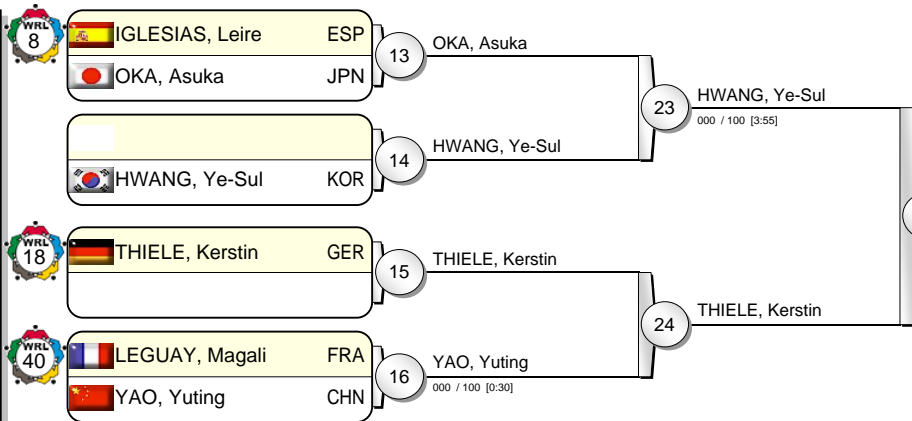 WRL
8
IGLESIAS, Leire ESP
OKA, Asuka JPN
13
OKA, Asuka
HWANG, Ye-Sul KOR
14
HWANG, Ye-Sul
23
HWANG, Ye-Sul
000 / 100 [3:55]
WRL
18
THIELE, Kerstin GER
15
THIELE, Kerstin
WRL
40
LEGUAY, Magali FRA
YAO, Yuting CHN
16
YAO, Yuting
000 / 100 [0:30]
24
THIELE, Kerstin